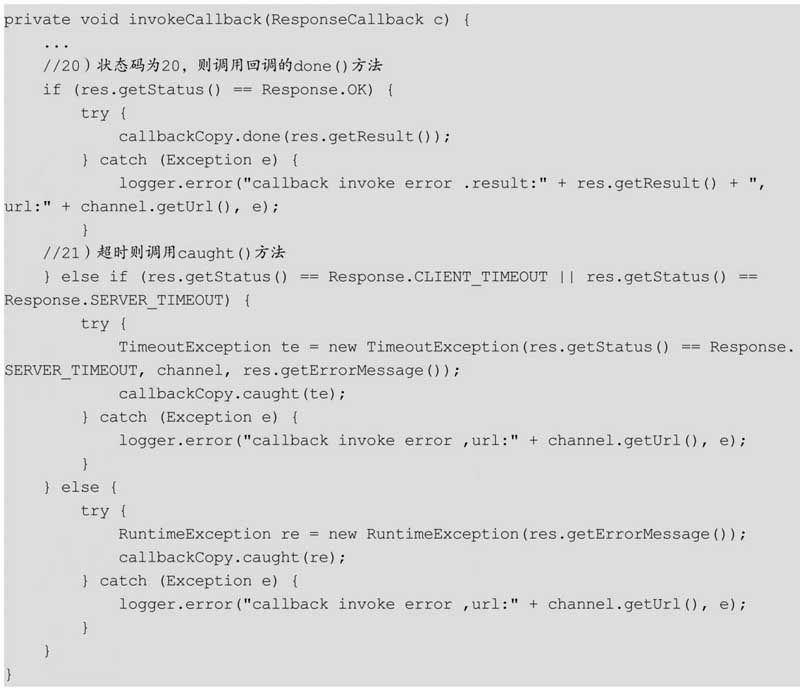 private void invokeCallback(ResponseCallback c) {
    ...
    //20）状态码为20，则调用回调的done()方法
    if (res.getStatus() == Response.OK) {
        try {
            callbackCopy.done(res.getResult());
        } catch (Exception e) {
            logger.error("callback invoke error .result:" + res.getResult() + ",
url:" + channel.getUrl(), e);
        }
    //21）超时则调用caught()方法
    } else if (res.getStatus() == Response.CLIENT_TIMEOUT || res.getStatus() ==
Response.SERVER_TIMEOUT) {
        try {
            TimeoutException te = new TimeoutException(res.getStatus() == Response.
SERVER_TIMEOUT, channel, res.getErrorMessage());
            callbackCopy.caught(te);
        } catch (Exception e) {
            logger.error("callback invoke error ,url:" + channel.getUrl(), e);
        }
    } else {
        try {
            RuntimeException re = new RuntimeException(res.getErrorMessage());
            callbackCopy.caught(re);
        } catch (Exception e) {
            logger.error("callback invoke error ,url:" + channel.getUrl(), e);
        }
    }
}